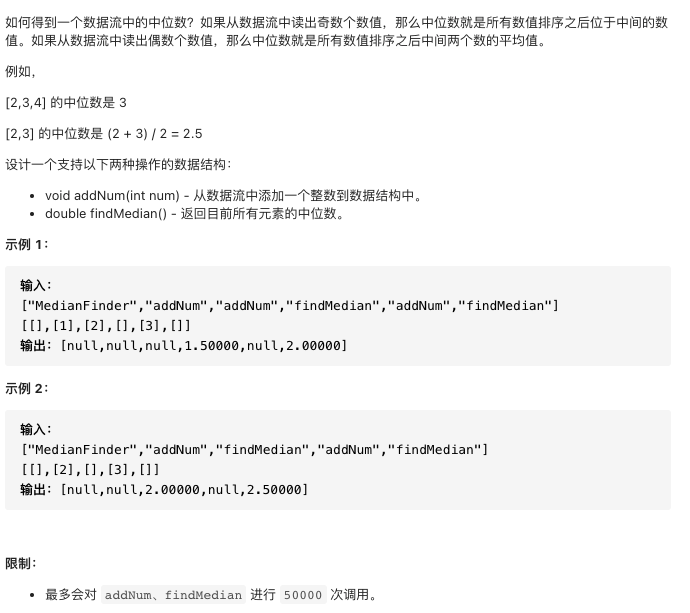 如何得到一个数据流中的中位数？如果从数据流中读出奇数个数值，那么中位数就是所有数值排序之后位于中间的数
值。如果从数据流中读出偶数个数值，那么中位数就是所有数值排序之后中间两个数的平均值。
例如，
[2,3,4] 的中位数是 3
[2,3] 的中位数是 (2 + 3) / 2 = 2.5
设计一个支持以下两种操作的数据结构：
• void addNum(int num) - 从数据流中添加一个整数到数据结构中。
• double findMedian() - 返回目前所有元素的中位数。
示例 1：
输入：
["MedianFinder","addNum","addNum","findMedian","addNum","findMedian"]
[[],[1],[2],[],[3],[]]
输出：[null,null,null,1.50000,null,2.00000]
示例 2：
输入：
["MedianFinder","addNum","findMedian","addNum","findMedian"]
[[],[2],[],[3],[]]
输出：[null,null,2.00000,null,2.50000]
限制：
• 最多会对 addNum、findMedian 进行 50000 次调用。